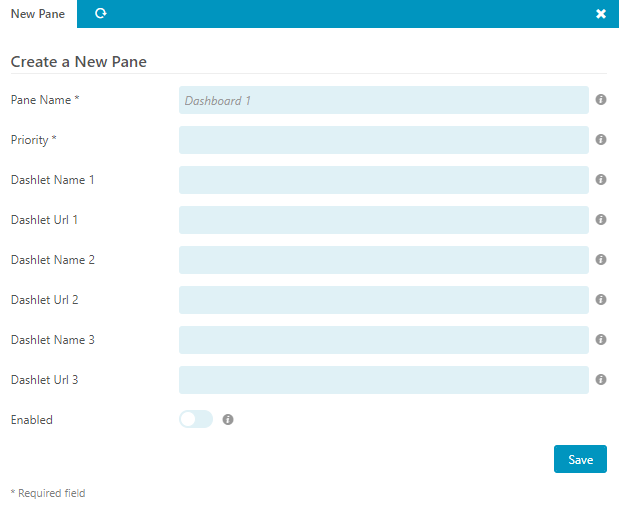 New Pane
Create a New Pane
Pane Name *
Dashboard 1
Priority *
Dashlet Name 1
Dashlet Url 1
Dashlet Name 2
Dashlet Url 2
Dashlet Name 3
Dashlet Url 3
Enabled
Save
* Required field